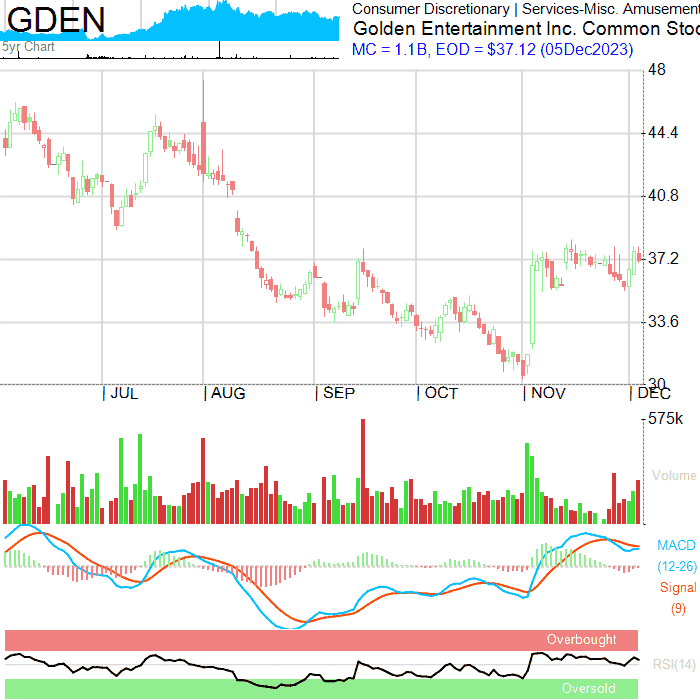 GDEN
5yr Chart
Consumer Discretionary | Services-Misc. Amusement
Golden Entertainment Inc. Common Stoc
MC = 1.1B, EOD = $37.12 (05Dec2023)
48
44.4
40.8
37.2
33.6
30
JUL
AUG
SEP
OCT
NOV
DEC
575k
Volume
MACD
(12-26)
Signal
(9)
Overbought
RSI(14)
Oversold